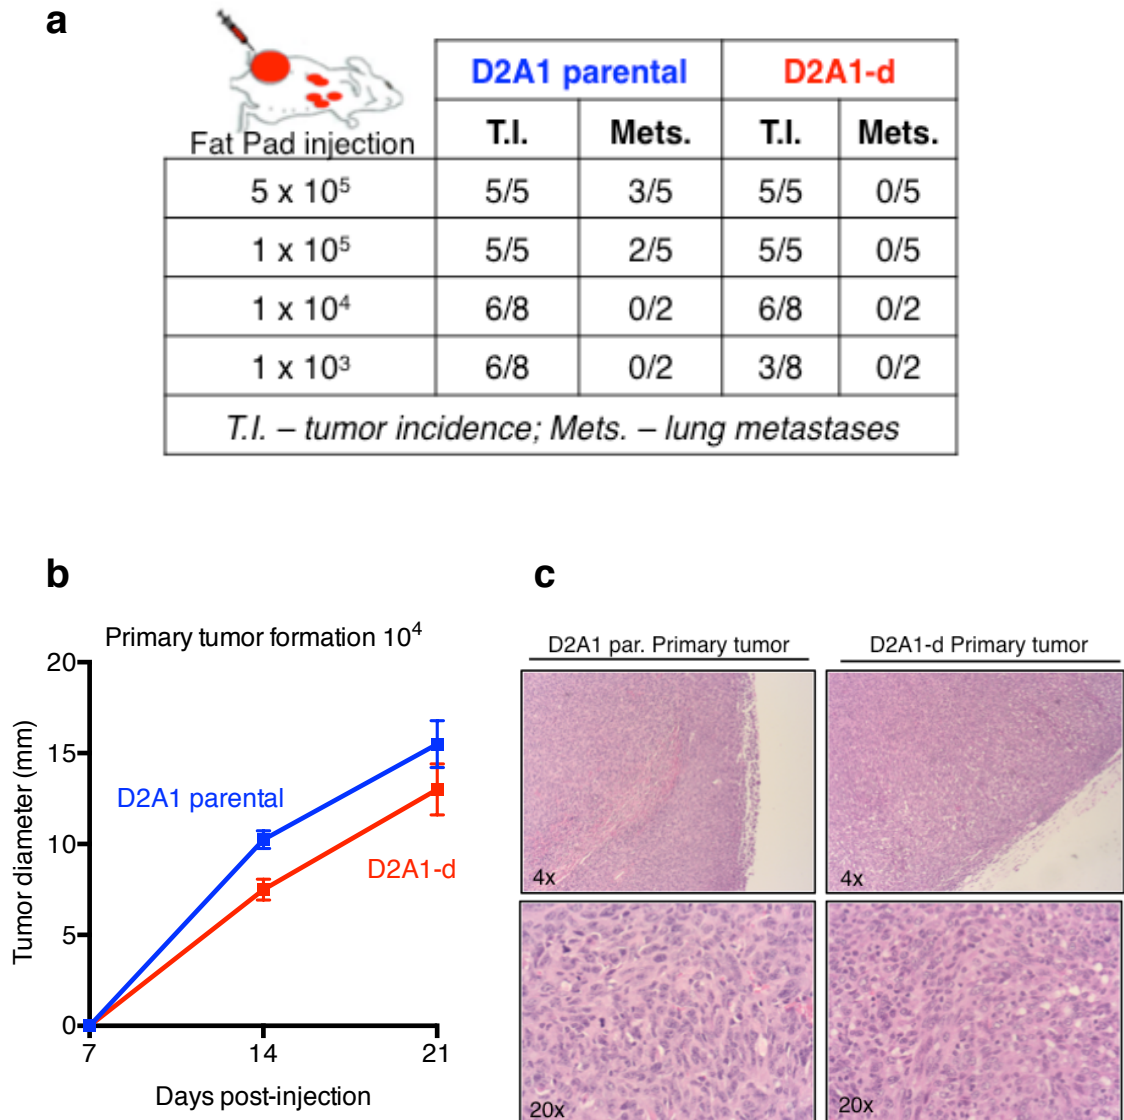 a
D2A1 parental D2A1-d
Fat Pad injection T.I. Mets. T.I. Mets.
5 x 10⁵ 5/5 3/5 5/5 0/5
1 x 10⁵ 5/5 2/5 5/5 0/5
1 x 10⁴ 6/8 0/2 6/8 0/2
1 x 10³ 6/8 0/2 3/8 0/2
T.I. – tumor incidence; Mets. – lung metastases
b
Primary tumor formation 10⁴
Tumor diameter (mm)
20
15
10
5
0
D2A1 parental
D2A1-d
7 14 21
Days post-injection
c
D2A1 par. Primary tumor D2A1-d Primary tumor
4x 4x
20x 20x